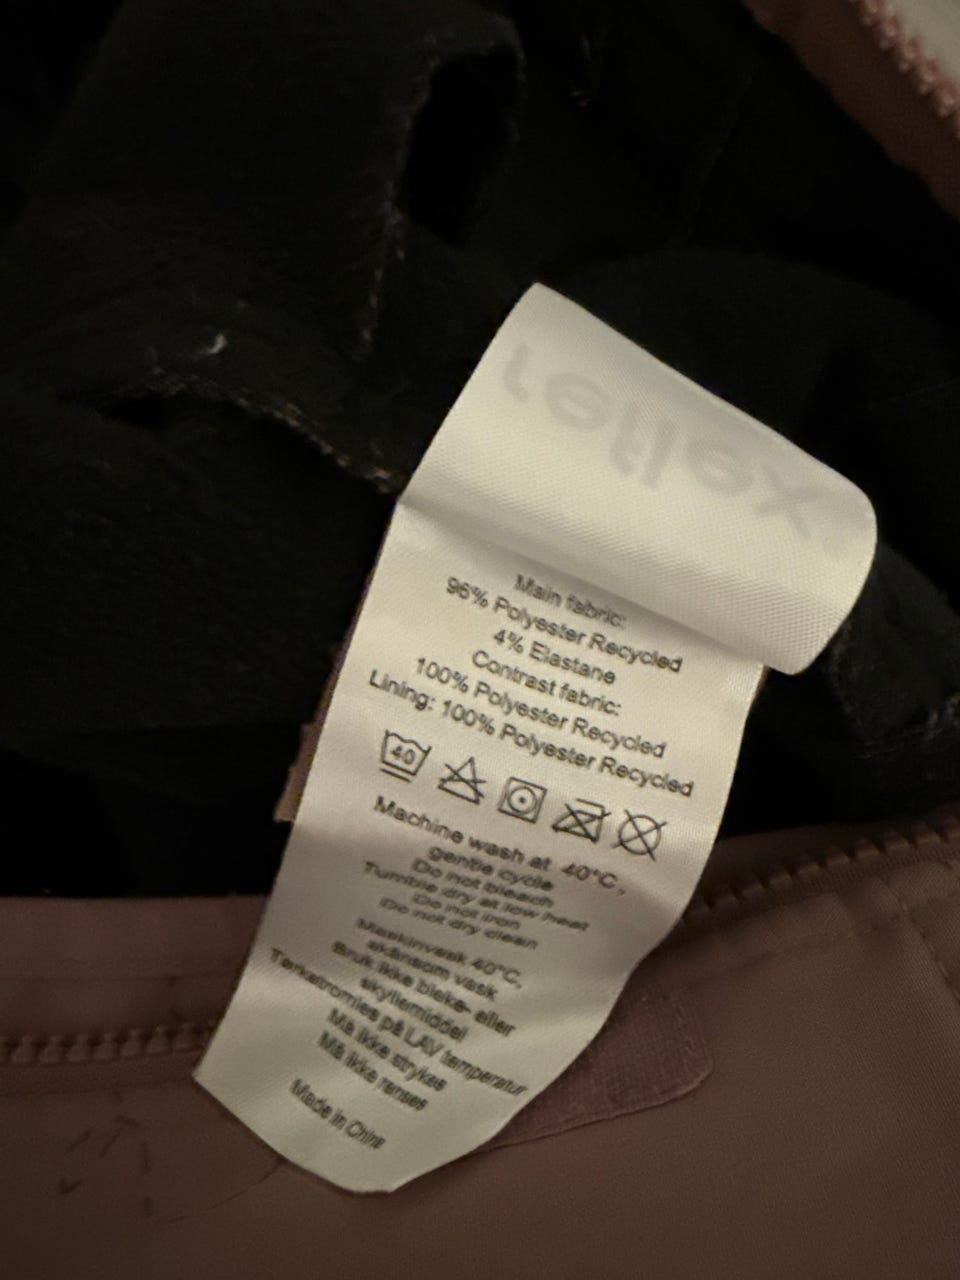 reflex
Main fabric:
96% Polyester Recycled
4% Elastane
Contrast fabric:
100% Polyester Recycled
Lining: 100% Polyester Recycled
40
Machine wash at 40°C,
gentle cycle
Do not bleach
Tumble dry at low heat
Do not iron
Do not dry clean
Maskinvask 40°C,
skånsom vask
Bruk ikke bleke- eller
skyllemiddel
Tørketromles på LAV temperatur
Må ikke strykes
Må ikke renses
Made in China